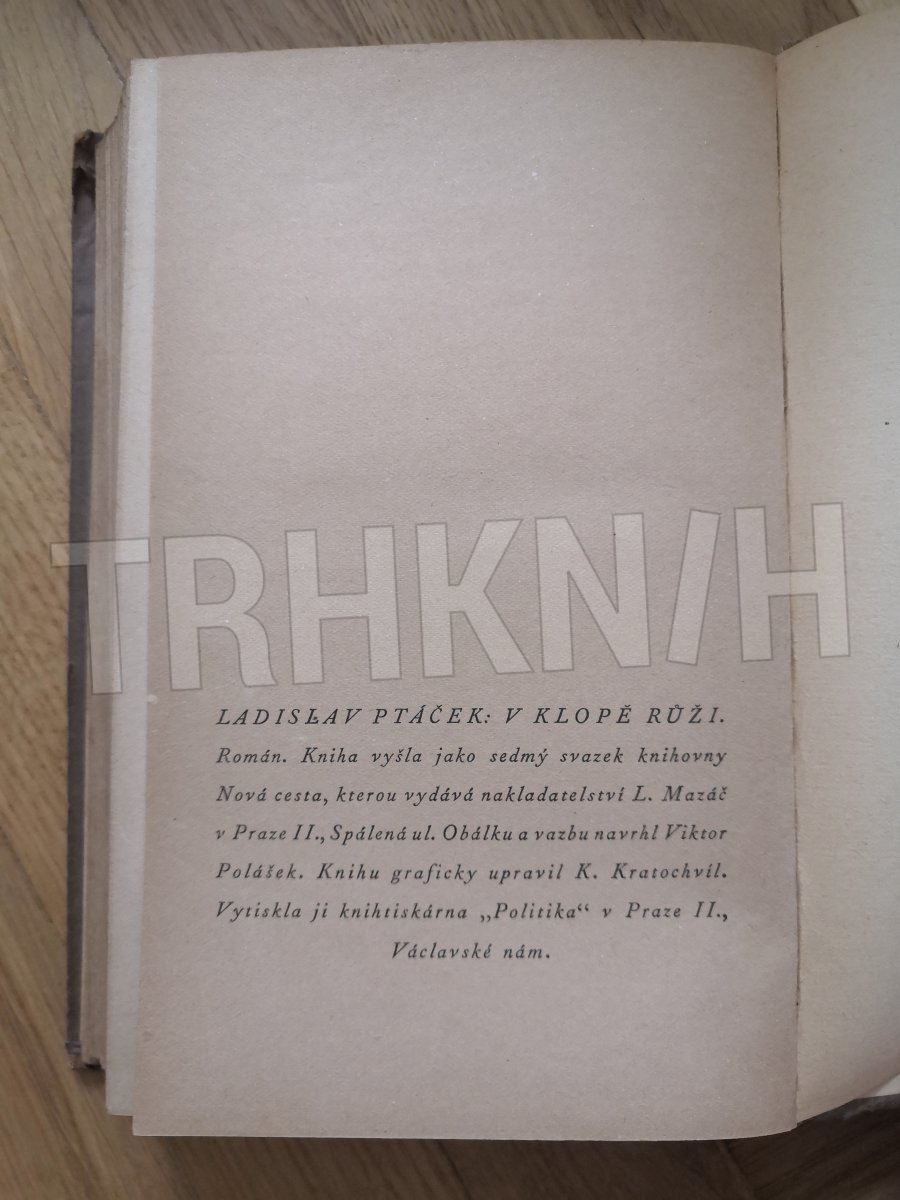 TRHKNIH
LADISLAV PTÁČEK: V KLOPĚ RŮŽI.
Román. Kniha vyšla jako sedmý svazek knihovny
Nová cesta, kterou vydává nakladatelství L. Mazáč
v Praze II., Spálená ul. Obálku a vazbu navrhl Viktor
Polášek. Knihu graficky upravil K. Kratochvíl.
Vytiskla ji knihtiskárna „Politika“ v Praze II.,
Václavské nám.